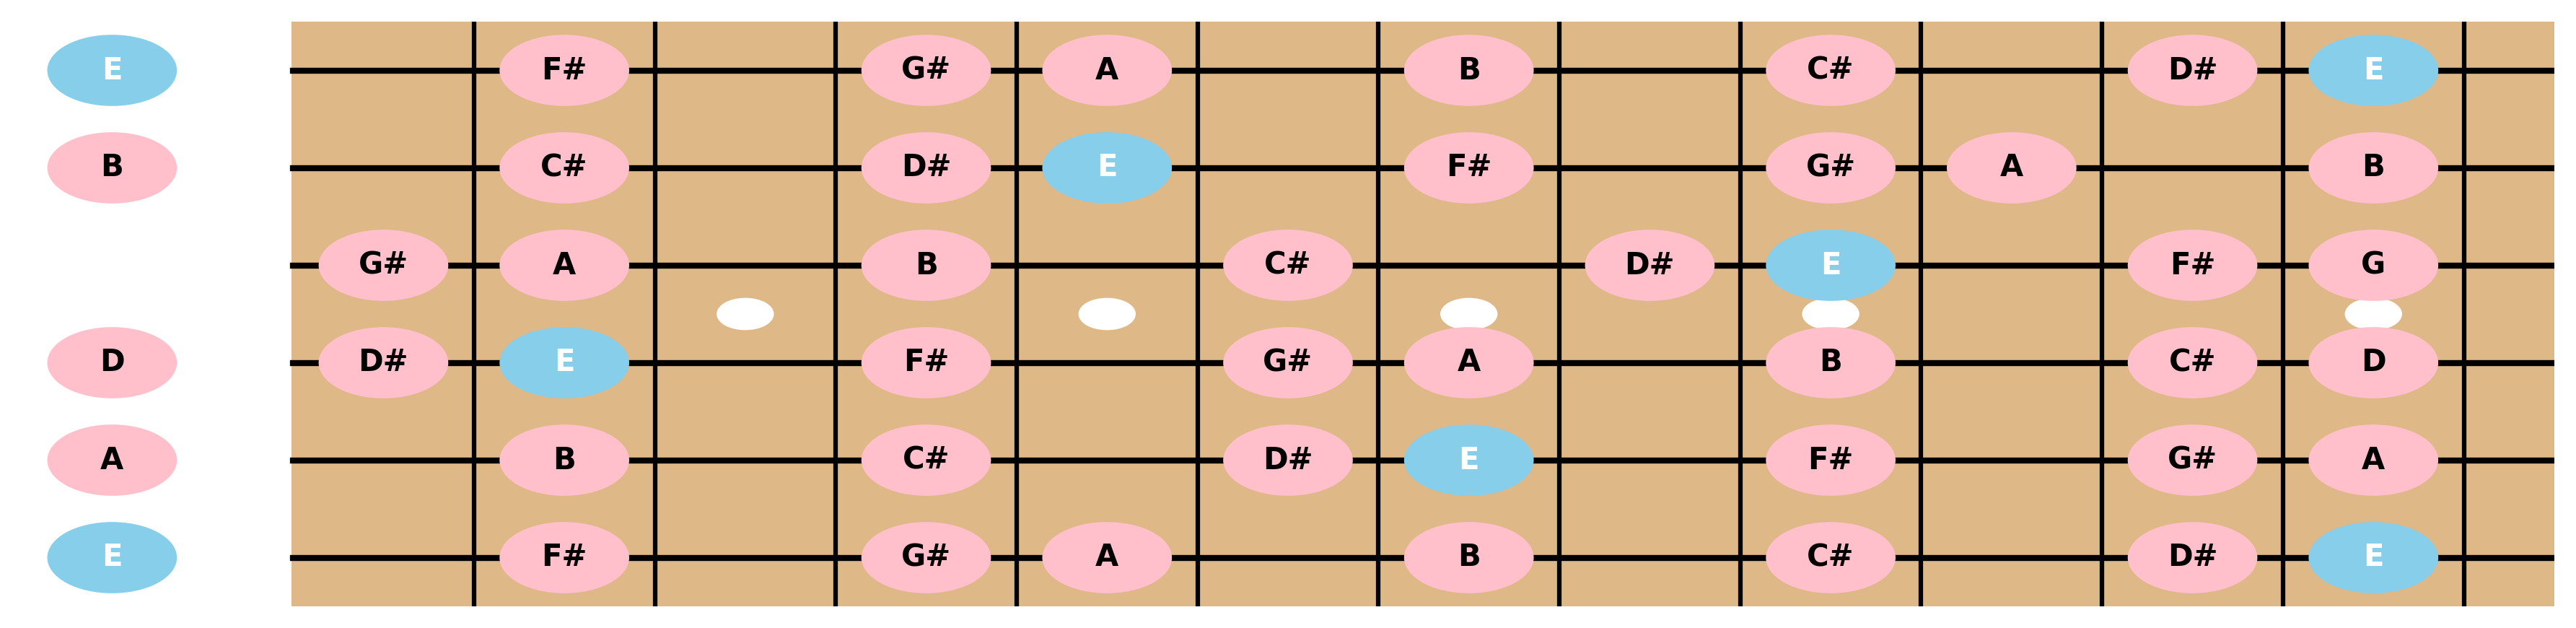 E F# G# A B C# D# E
B C# D# E F# G# A B
G# A B C# D# E F# G
D D# E F# G# A B C# D
A B C# D# E F# G# A
E F# G# A B C# D# E